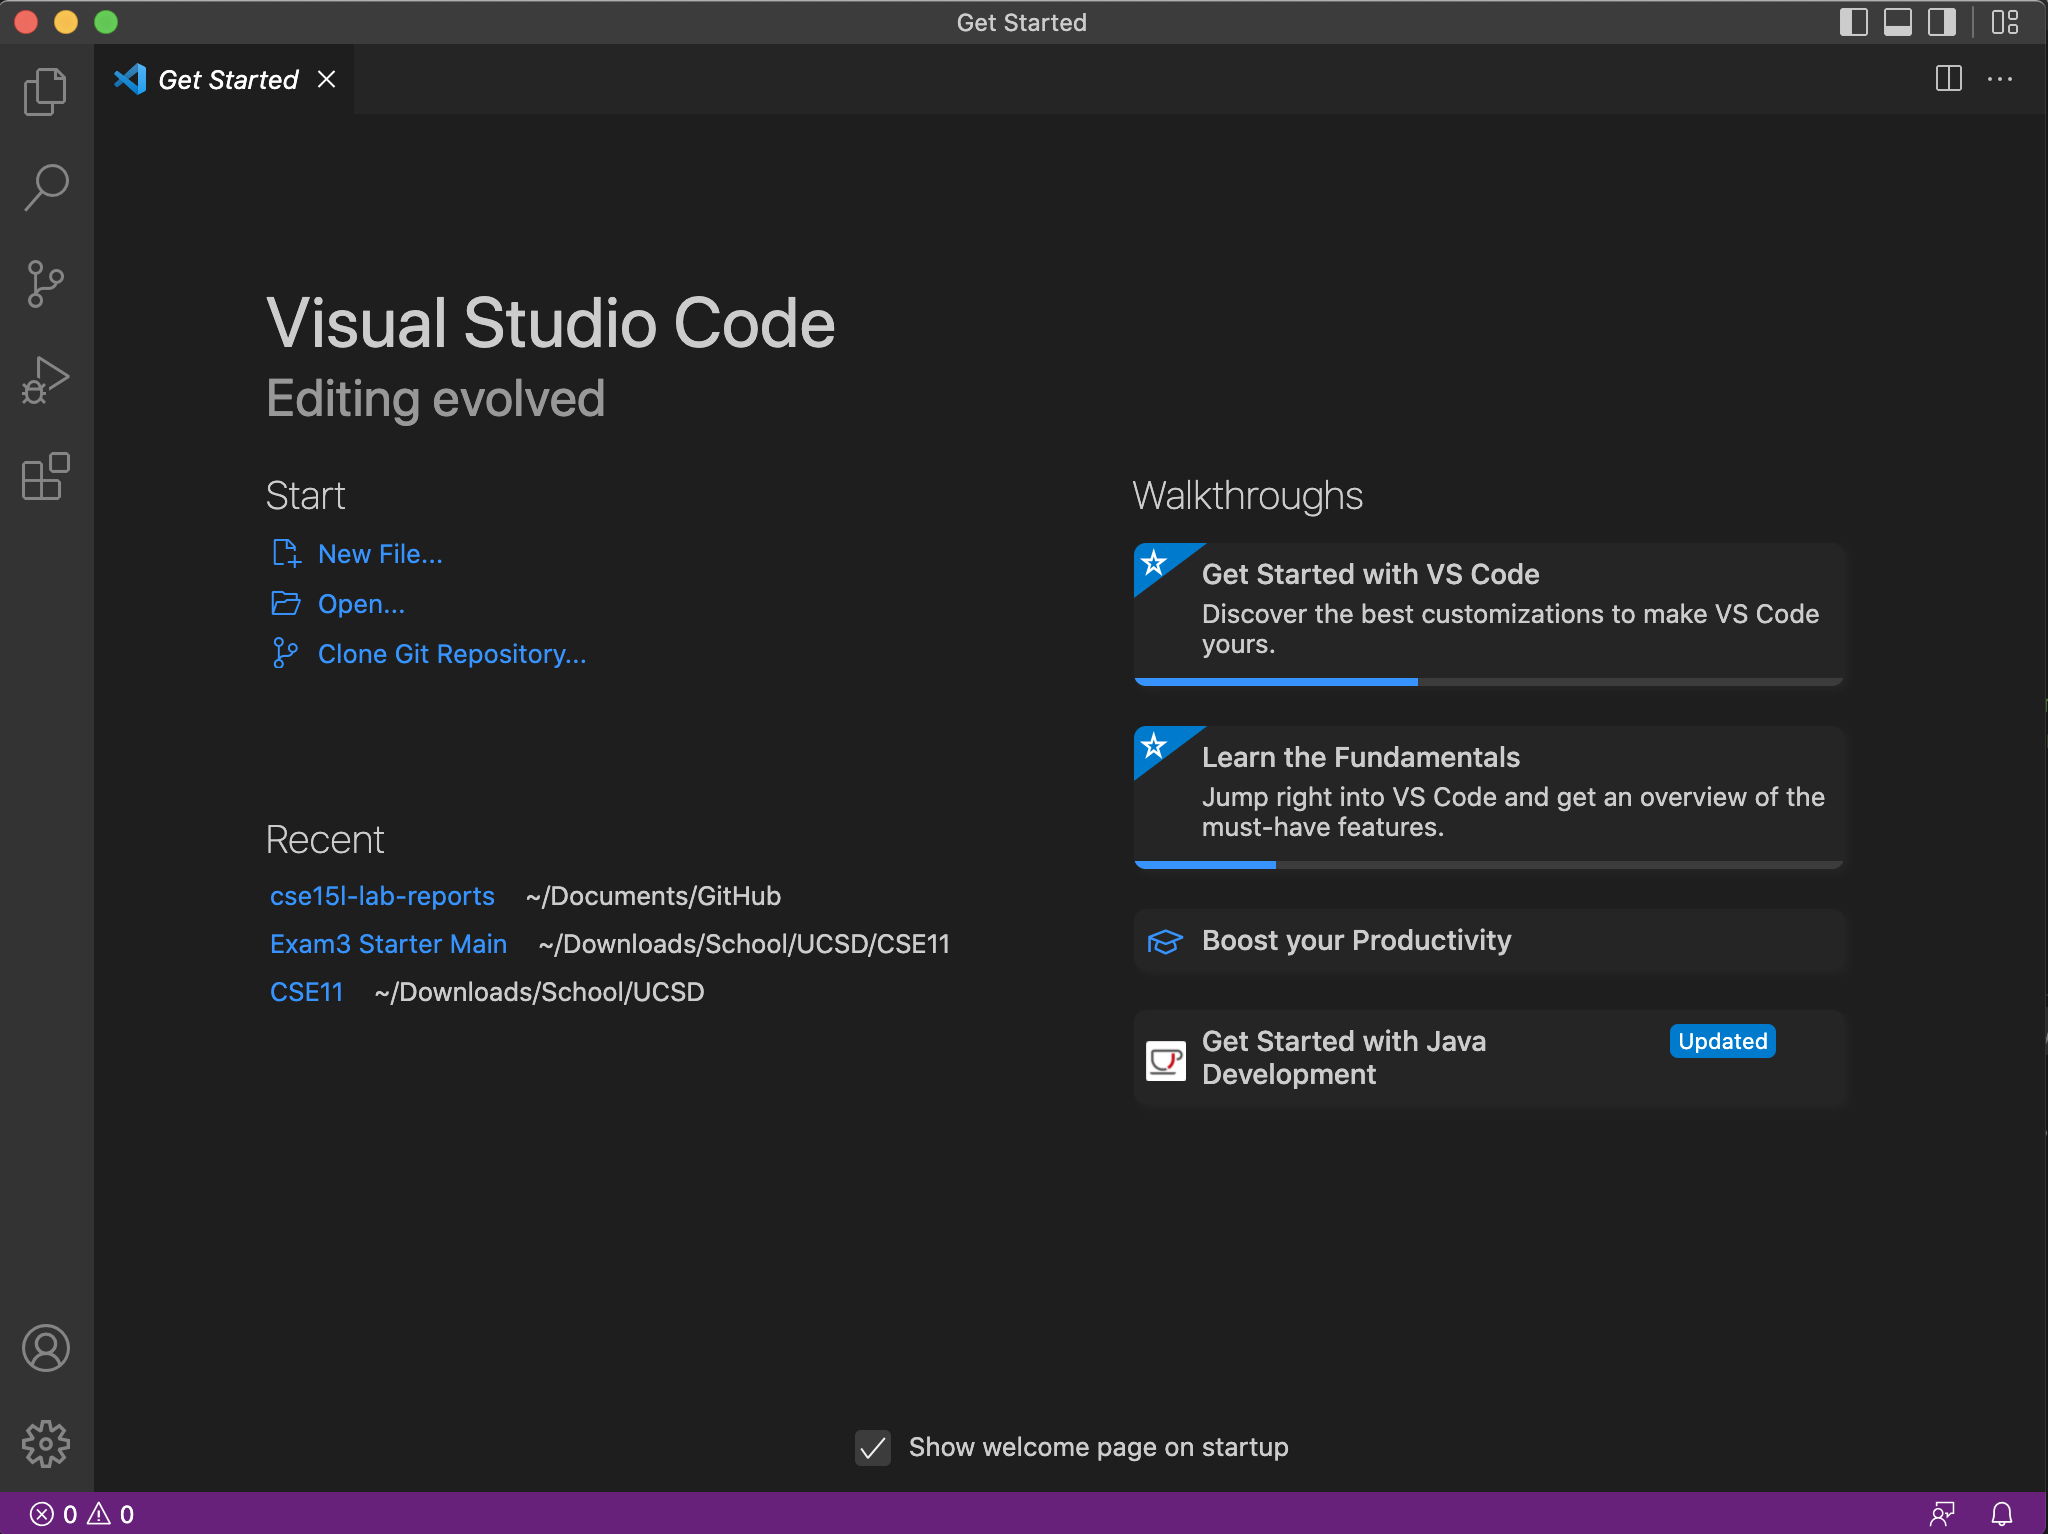 Get Started
Get Started
Visual Studio Code
Editing evolved
Start
New File...
Open...
Clone Git Repository...
Recent
cse15l-lab-reports ~/Documents/GitHub
Exam3 Starter Main ~/Downloads/School/UCSD/CSE11
CSE11 ~/Downloads/School/UCSD
Walkthroughs
Get Started with VS Code
Discover the best customizations to make VS Code
yours.
Learn the Fundamentals
Jump right into VS Code and get an overview of the
must-have features.
Boost your Productivity
Get Started with Java
Development
Updated
Show welcome page on startup
0 0